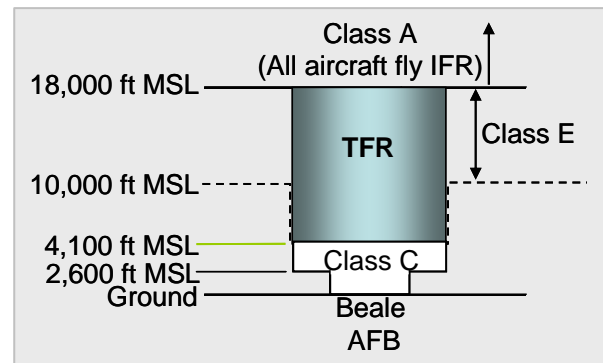 Class A
(All aircraft fly IFR)
18,000 ft MSL
TFR
Class E
10,000 ft MSL
4,100 ft MSL
Class C
2,600 ft MSL
Ground
Beale
AFB